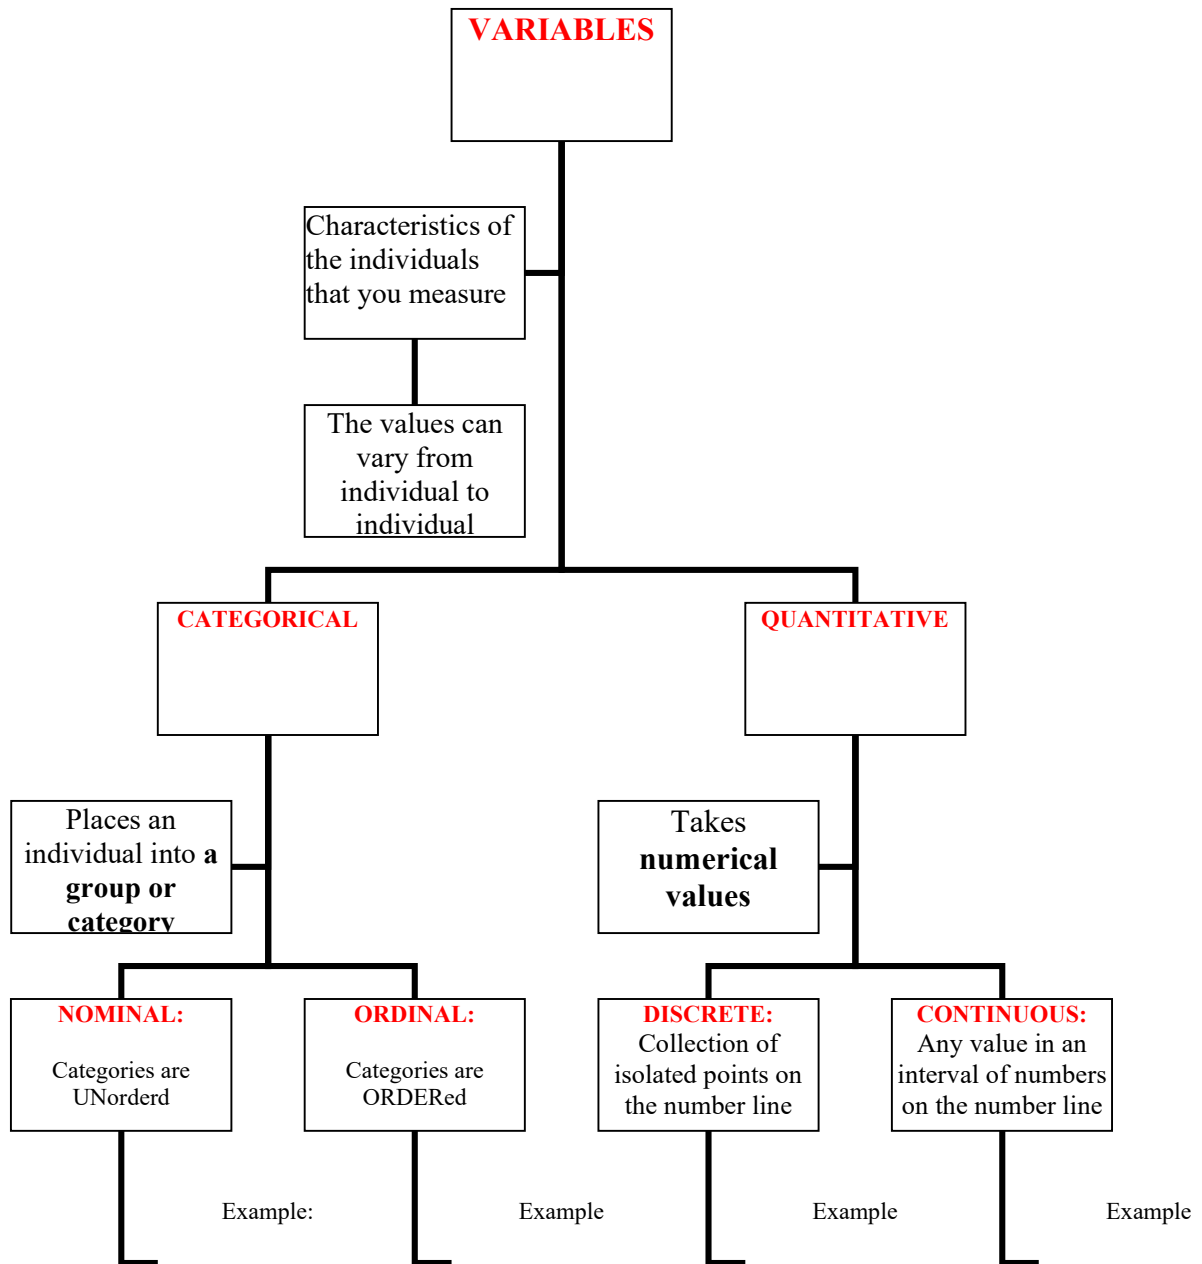 VARIABLES
Characteristics of
the individuals
that you measure
The values can
vary from
individual to
individual
CATEGORICAL
QUANTITATIVE
Places an
individual into a
group or
category
Takes
numerical
values
NOMINAL:
Categories are
UNorderd
ORDINAL:
Categories are
ORDERed
DISCRETE:
Collection of
isolated points on
the number line
CONTINUOUS:
Any value in an
interval of numbers
on the number line
Example:
Example
Example
Example